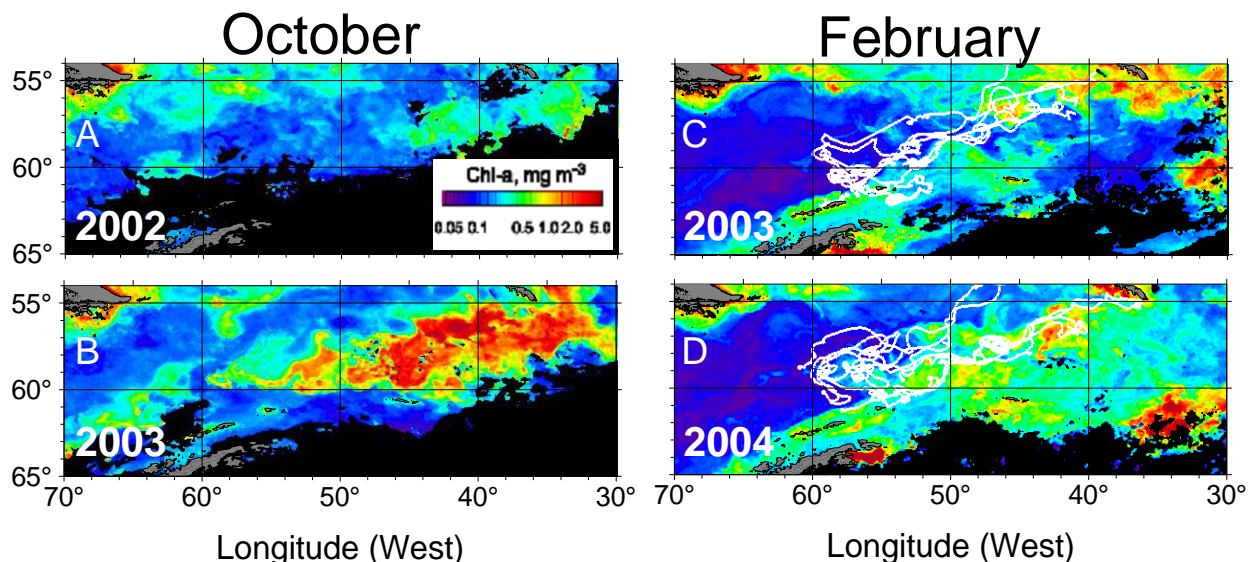 October
February
55°
60°
65°
A
2002
Chl-a, mg m⁻³
0.05 0.1 0.5 1.0 2.0 5.0
C
2003
55°
60°
65°
B
2003
D
2004
70° 60° 50° 40° 30°
70° 60° 50° 40° 30°
Longitude (West)
Longitude (West)